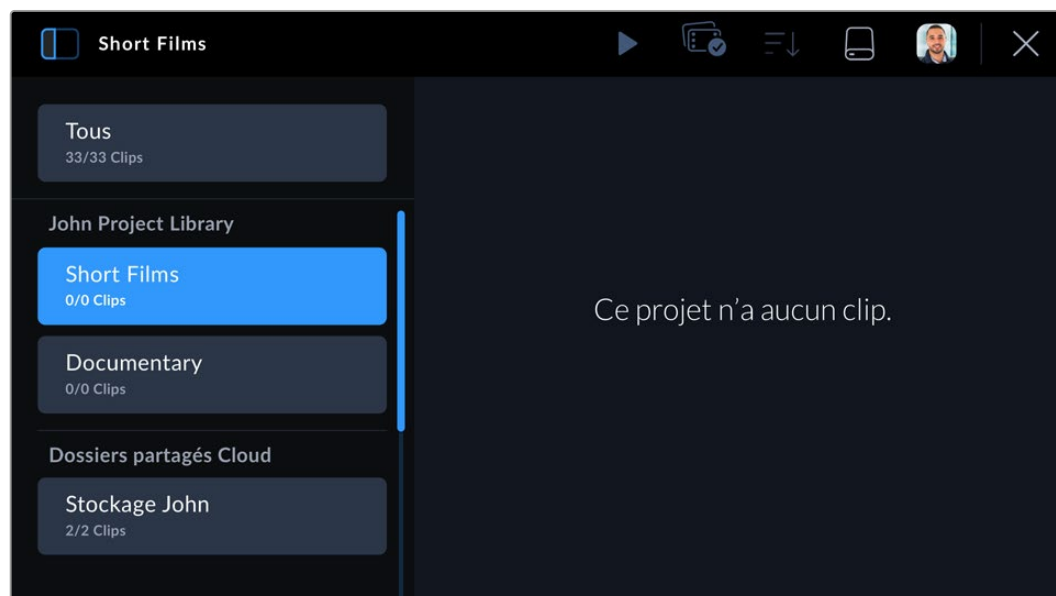 Short Films
Tous
33/33 Clips
John Project Library
Short Films
0/0 Clips
Documentary
0/0 Clips
Dossiers partagés Cloud
Stockage John
2/2 Clips
Ce projet n’a aucun clip.